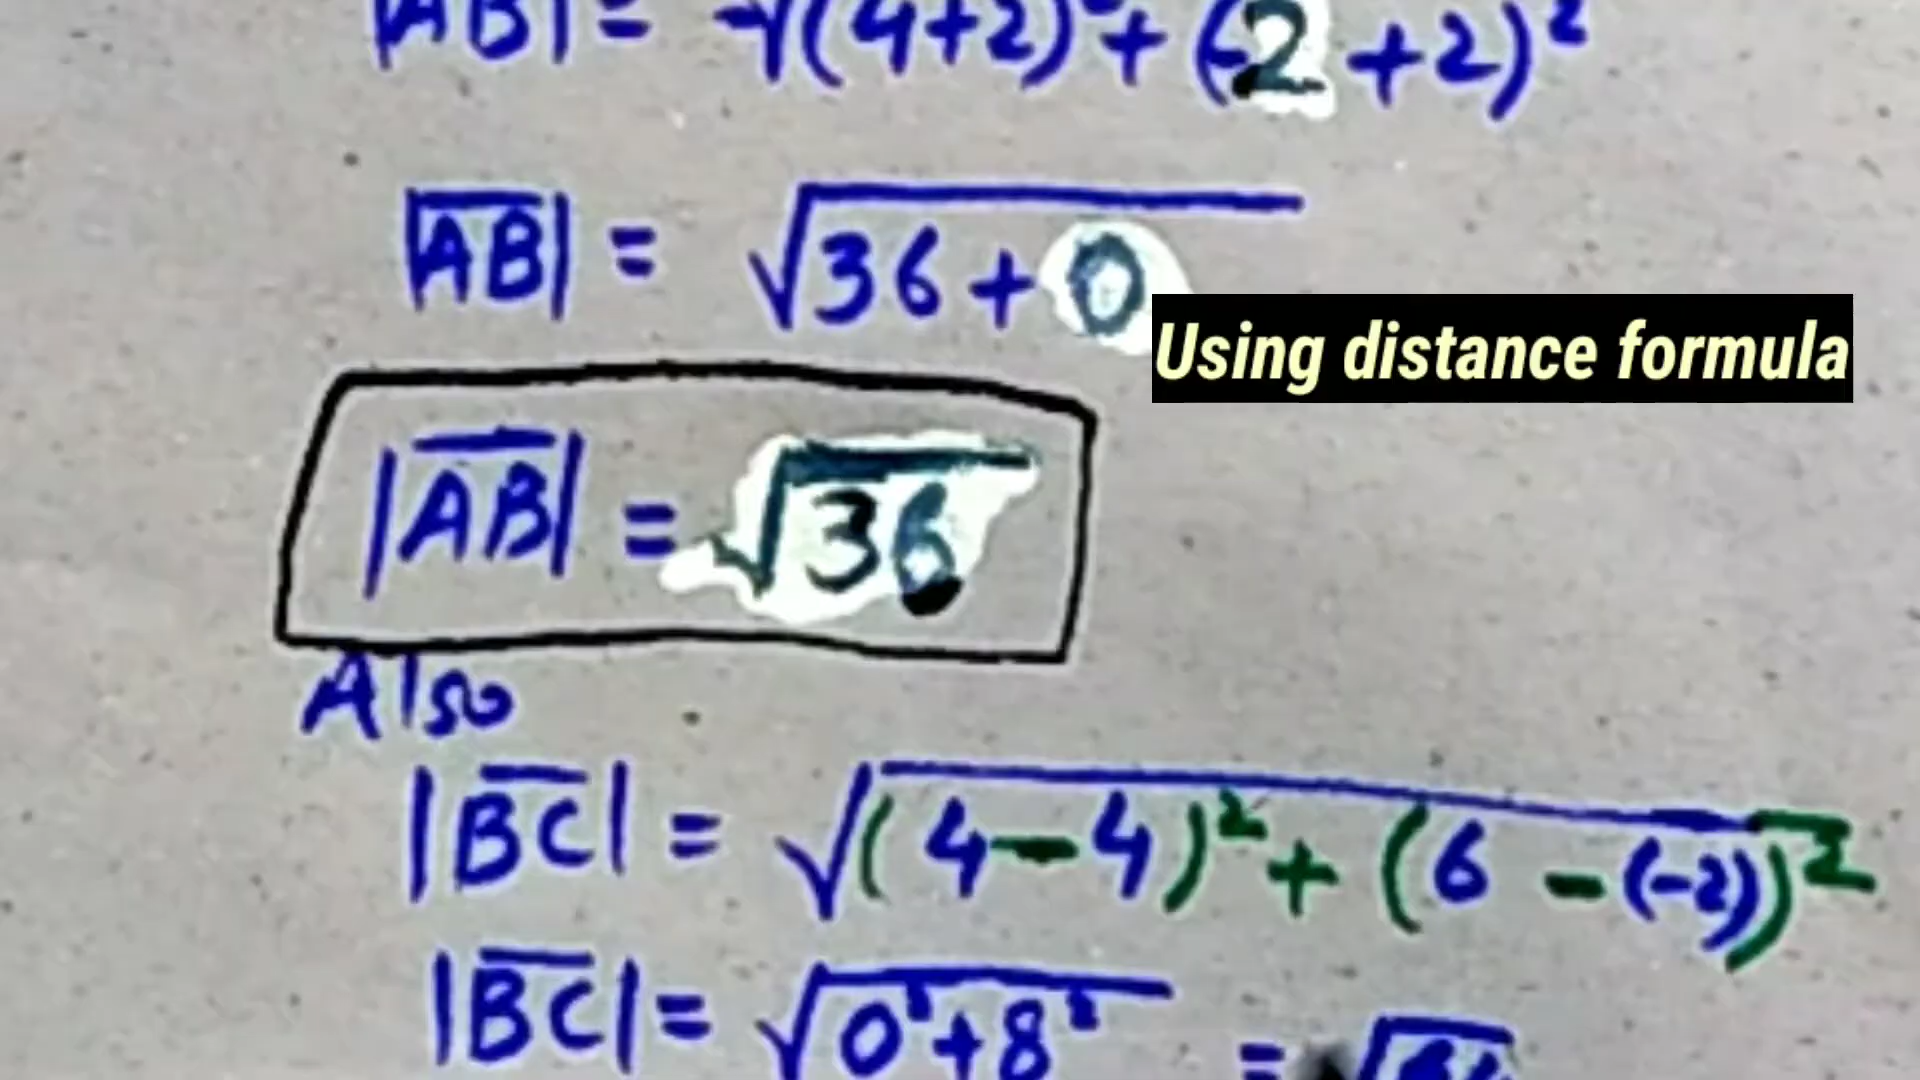 |AB| = √(4+2)² + (-2 +2)²
|AB| = √36 + 0
Using distance formula
|AB| = √36
Also
|BC| = √(4-4)² + (6 -(-2))²
|BC| = √0²+8² = √64